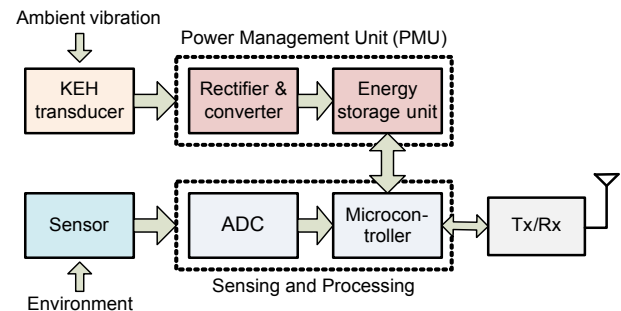 Ambient vibration
Power Management Unit (PMU)
KEH
transducer
Rectifier &
converter
Energy
storage unit
Sensor
ADC
Microcon-
troller
Tx/Rx
Sensing and Processing
Environment